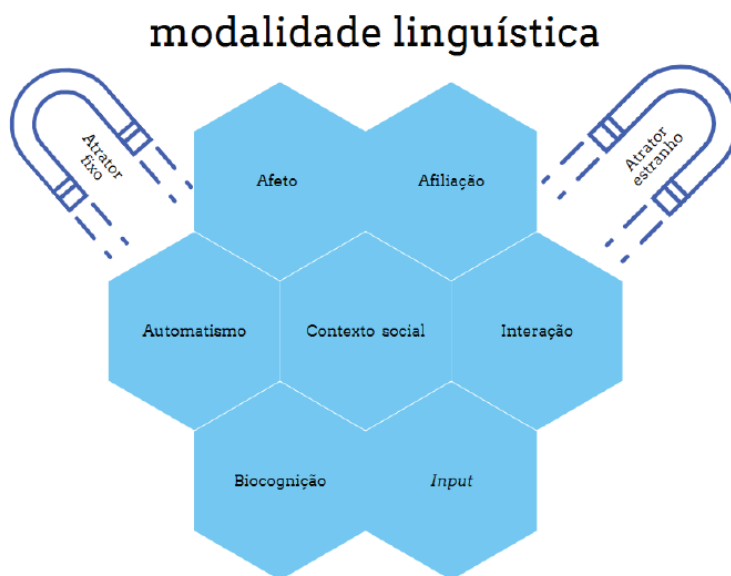 modalidade linguística
Atrator
fixo
Atrator
estranho
Afeto
Afiliação
Automatismo
Contexto social
Interação
Biocognição
Input